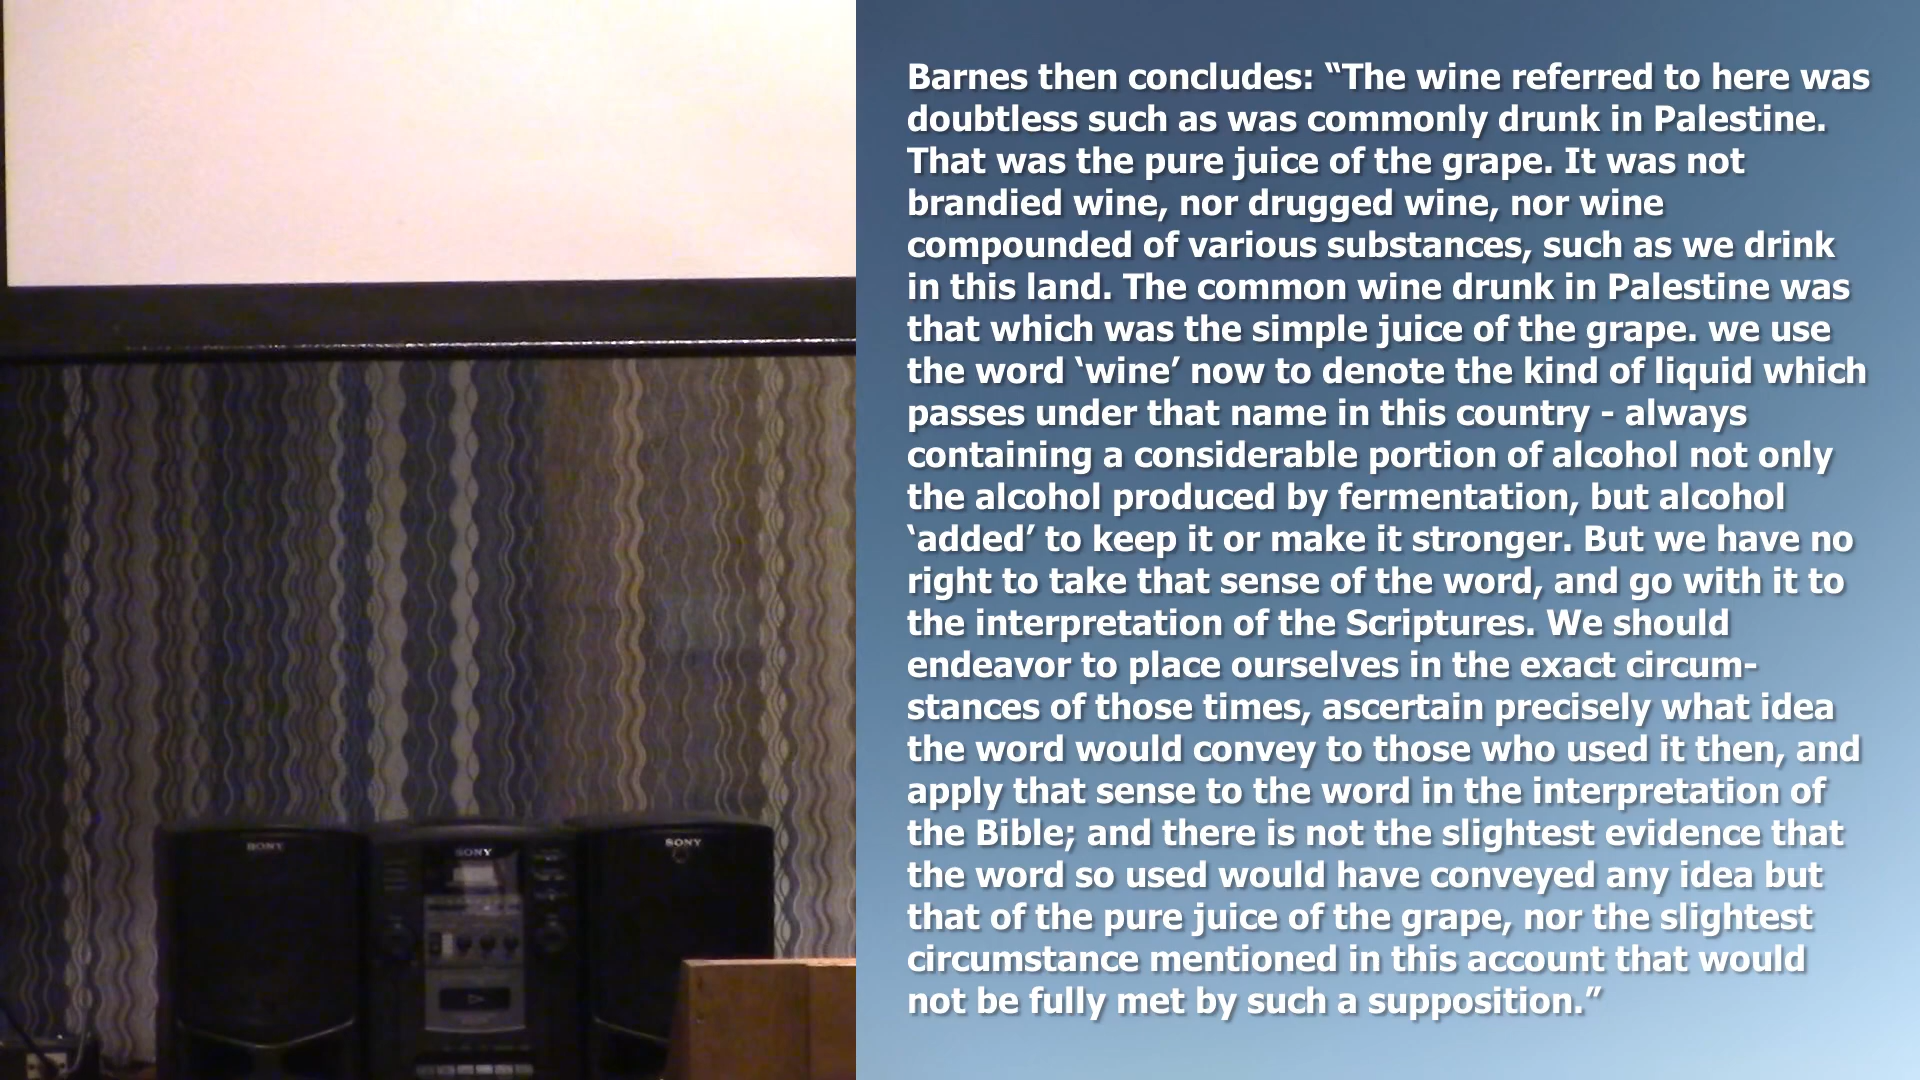 Barnes then concludes: “The wine referred to here was
doubtless such as was commonly drunk in Palestine.
That was the pure juice of the grape. It was not
brandied wine, nor drugged wine, nor wine
compounded of various substances, such as we drink
in this land. The common wine drunk in Palestine was
that which was the simple juice of the grape. we use
the word ‘wine’ now to denote the kind of liquid which
passes under that name in this country - always
containing a considerable portion of alcohol not only
the alcohol produced by fermentation, but alcohol
‘added’ to keep it or make it stronger. But we have no
right to take that sense of the word, and go with it to
the interpretation of the Scriptures. We should
endeavor to place ourselves in the exact circum-
stances of those times, ascertain precisely what idea
the word would convey to those who used it then, and
apply that sense to the word in the interpretation of
the Bible; and there is not the slightest evidence that
the word so used would have conveyed any idea but
that of the pure juice of the grape, nor the slightest
circumstance mentioned in this account that would
not be fully met by such a supposition.”
SONY
SONY
SONY